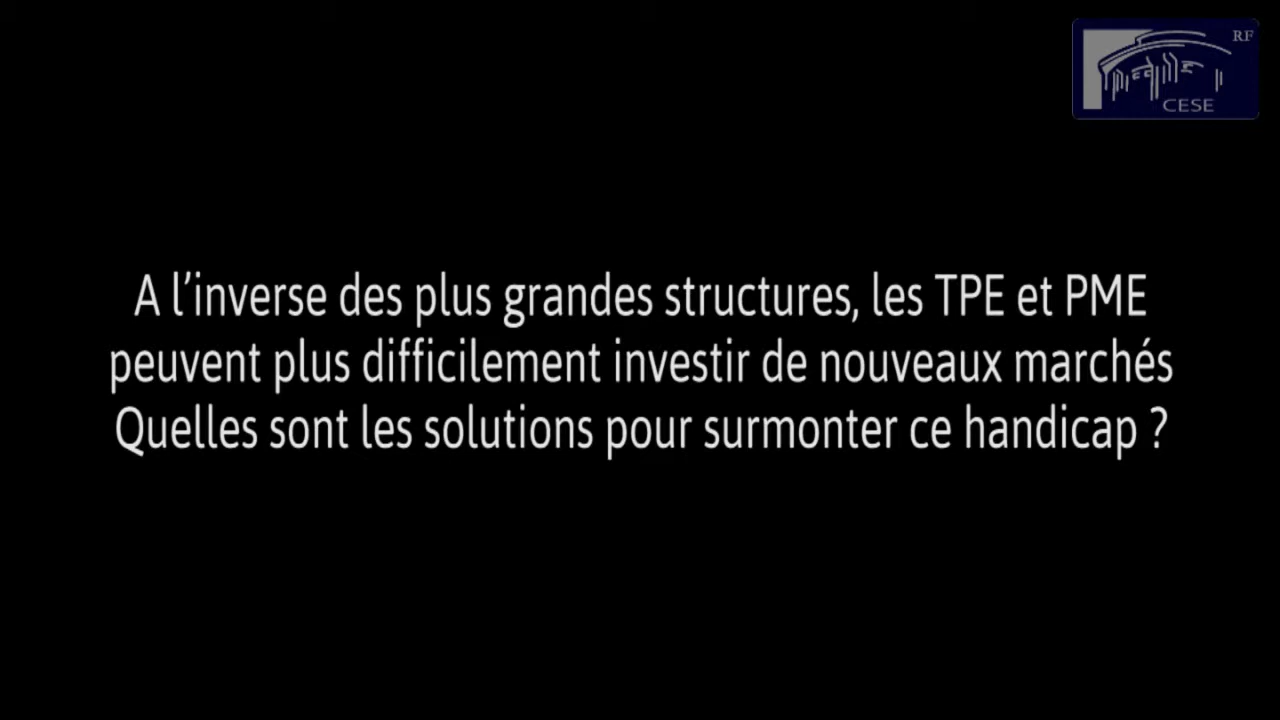 RF
CESE
A l’inverse des plus grandes structures, les TPE et PME
peuvent plus difficilement investir de nouveaux marchés
Quelles sont les solutions pour surmonter ce handicap ?